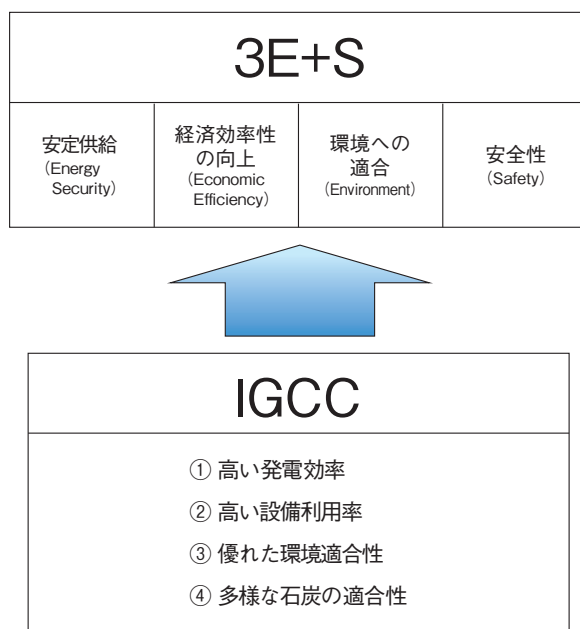 3E+S
安定供給
（Energy
Security）
経済効率性
の向上
（Economic
Efficiency）
環境への
適合
（Environment）
安全性
（Safety）
IGCC
① 高い発電効率
② 高い設備利用率
③ 優れた環境適合性
④ 多様な石炭の適合性